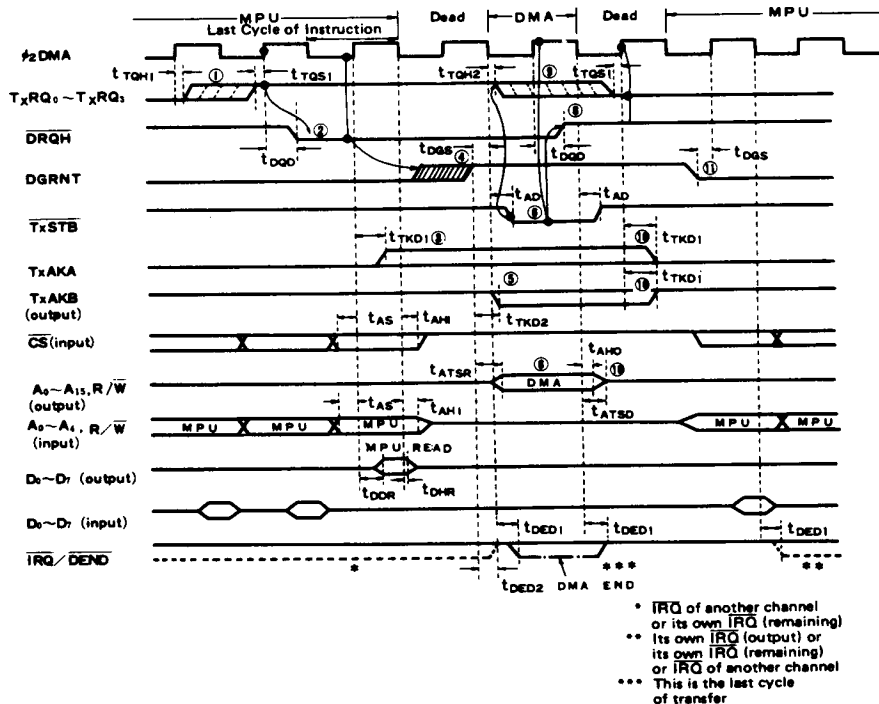 MPU Dead DMA Dead MPU
Last Cycle of Instruction
φ2DMA
tTQH1 ① tTQS1 tTQH2 ⑨ tTQS1
TxRQ0~TxRQ3
② ⑧
DRQH
tDQD tDGS tDQD tDGS
④ ⑪
DGRNT
tAD tAD
⑥
TxSTB
tTKD1 ③ ⑩
TxAKA
tTKD1
⑤ ⑩
TxAKB
(output)
tTKD2
tAS tAH1
CS (input)
tAHO
tATSR ⑥ ⑩
DMA
A0~A15, R/W
(output)
tATSD
tAS tAH1
A0~A4, R/W
(input)
MPU MPU MPU MPU MPU
MPU READ
D0~D7 (output)
tDDR tDHR
D0~D7 (input)
tDED1 tDED1 tDED1
IRQ/DEND
* *** **
tDED2 DMA END
* IRQ of another channel
or its own IRQ (remaining)
** Its own IRQ (output) or
its own IRQ (remaining)
or IRQ of another channel
*** This is the last cycle
of transfer